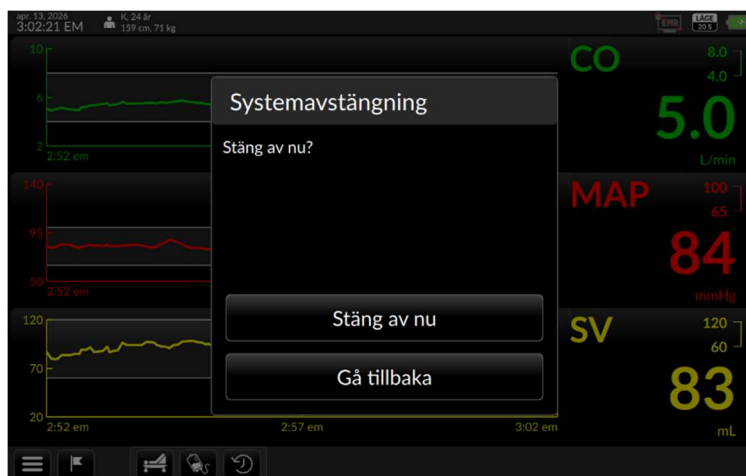 apr. 13, 2026
3:02:21 EM
K, 24 år
159 cm, 71 kg
EMR
LÄGE
20 S
10
6
2
2:52 em
CO
8.0
4.0
5.0
L/min
Systemavstängning
Stäng av nu?
Stäng av nu
Gå tillbaka
140
95
50
2:52 em
MAP
100
65
84
mmHg
120
70
20
2:52 em
2:57 em
3:02 em
SV
120
60
83
mL